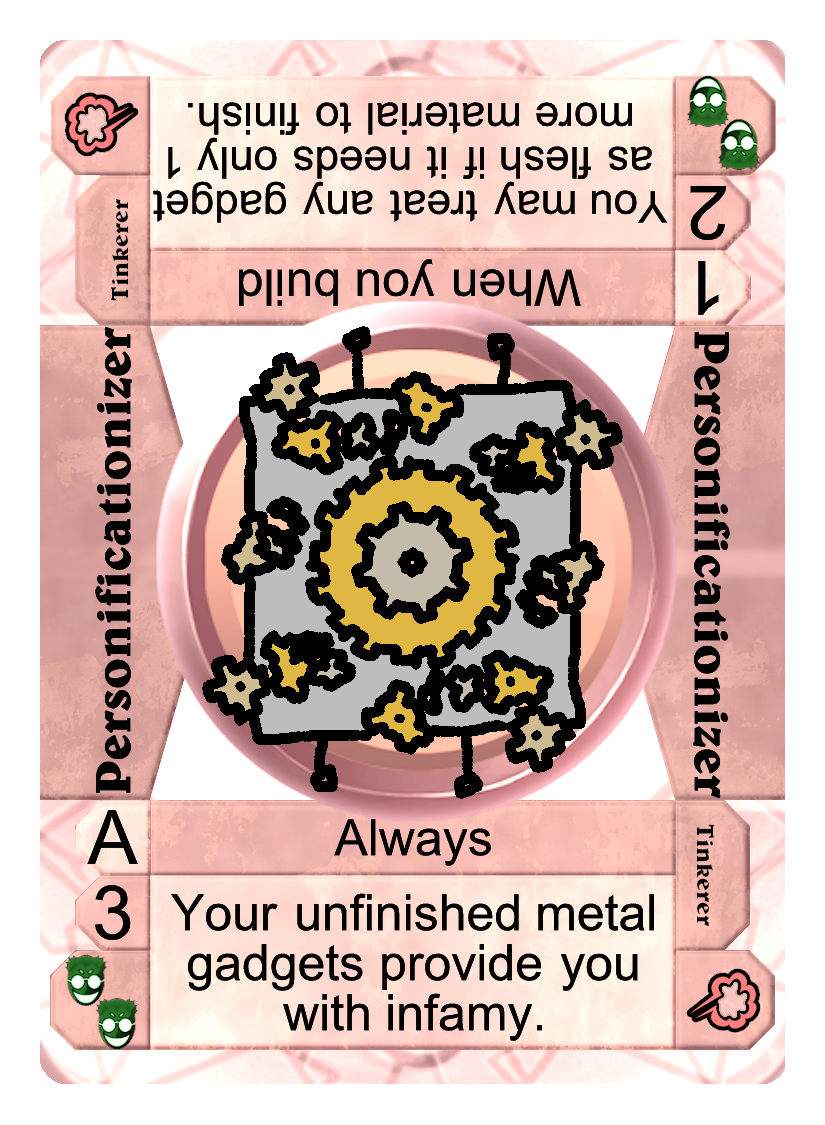 You may treat any gadget
as flesh if it needs only 1
more material to finish.
2
Tinkerer
When you build
1
Personificationizer
Personificationizer
A
Always
3
Your unfinished metal
gadgets provide you
with infamy.
Tinkerer